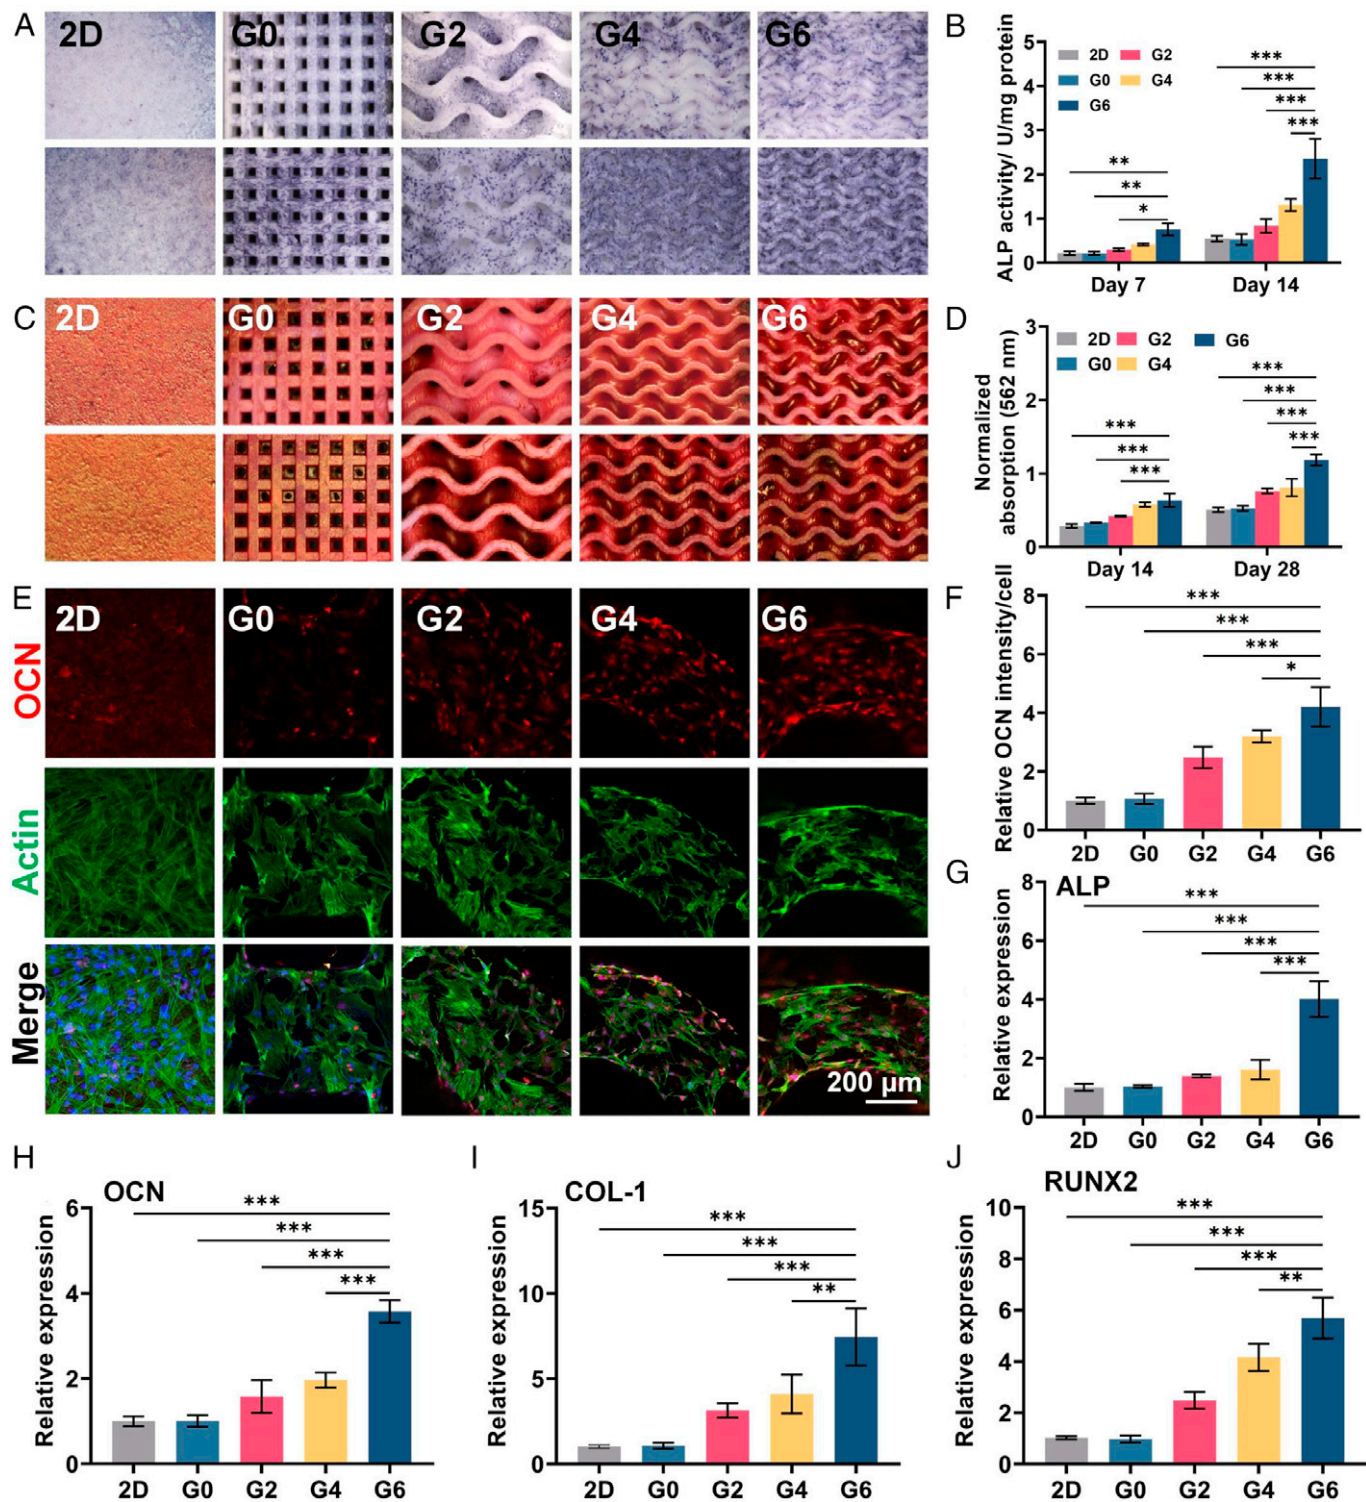 A
2D
G0
G2
G4
G6
B
ALP activity/ U/mg protein
5
4
3
2
1
0
2D
G2
G0
G4
G6
**
**
*
***
***
***
***
Day 7
Day 14
C
2D
G0
G2
G4
G6
D
Normalized
absorption (562 nm)
3
2
1
0
2D
G2
G6
G0
G4
***
***
***
***
***
***
***
Day 14
Day 28
E
2D
G0
G2
G4
G6
OCN
Actin
Merge
200 μm
F
Relative OCN intensity/cell
8
6
4
2
0
***
***
***
*
2D
G0
G2
G4
G6
G
ALP
Relative expression
8
6
4
2
0
***
***
***
***
2D
G0
G2
G4
G6
H
OCN
Relative expression
6
4
2
0
***
***
***
***
2D
G0
G2
G4
G6
I
COL-1
Relative expression
15
10
5
0
***
***
***
**
2D
G0
G2
G4
G6
J
RUNX2
Relative expression
10
8
6
4
2
0
***
***
***
**
2D
G0
G2
G4
G6